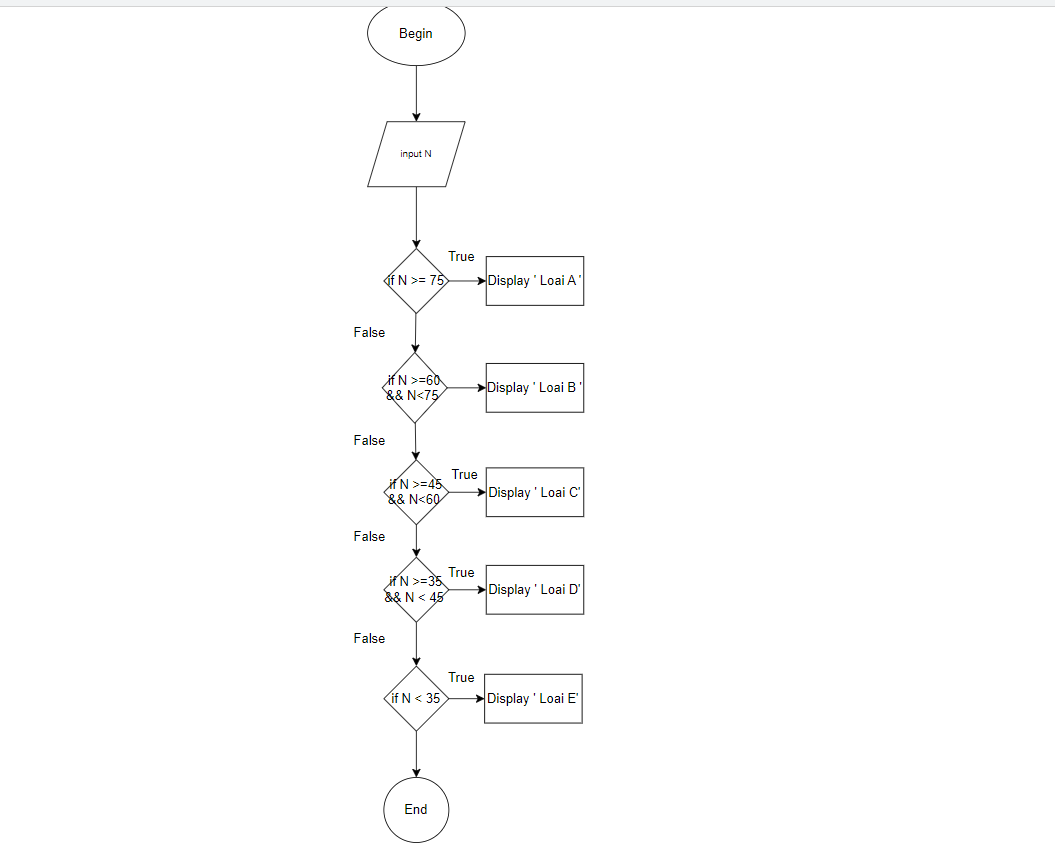 Begin
input N
True
if N >= 75
Display ' Loai A '
False
if N >=60
&& N<75
Display ' Loai B '
False
True
if N >=45
&& N<60
Display ' Loai C'
False
True
if N >=35
&& N < 45
Display ' Loai D'
False
True
if N < 35
Display ' Loai E'
End